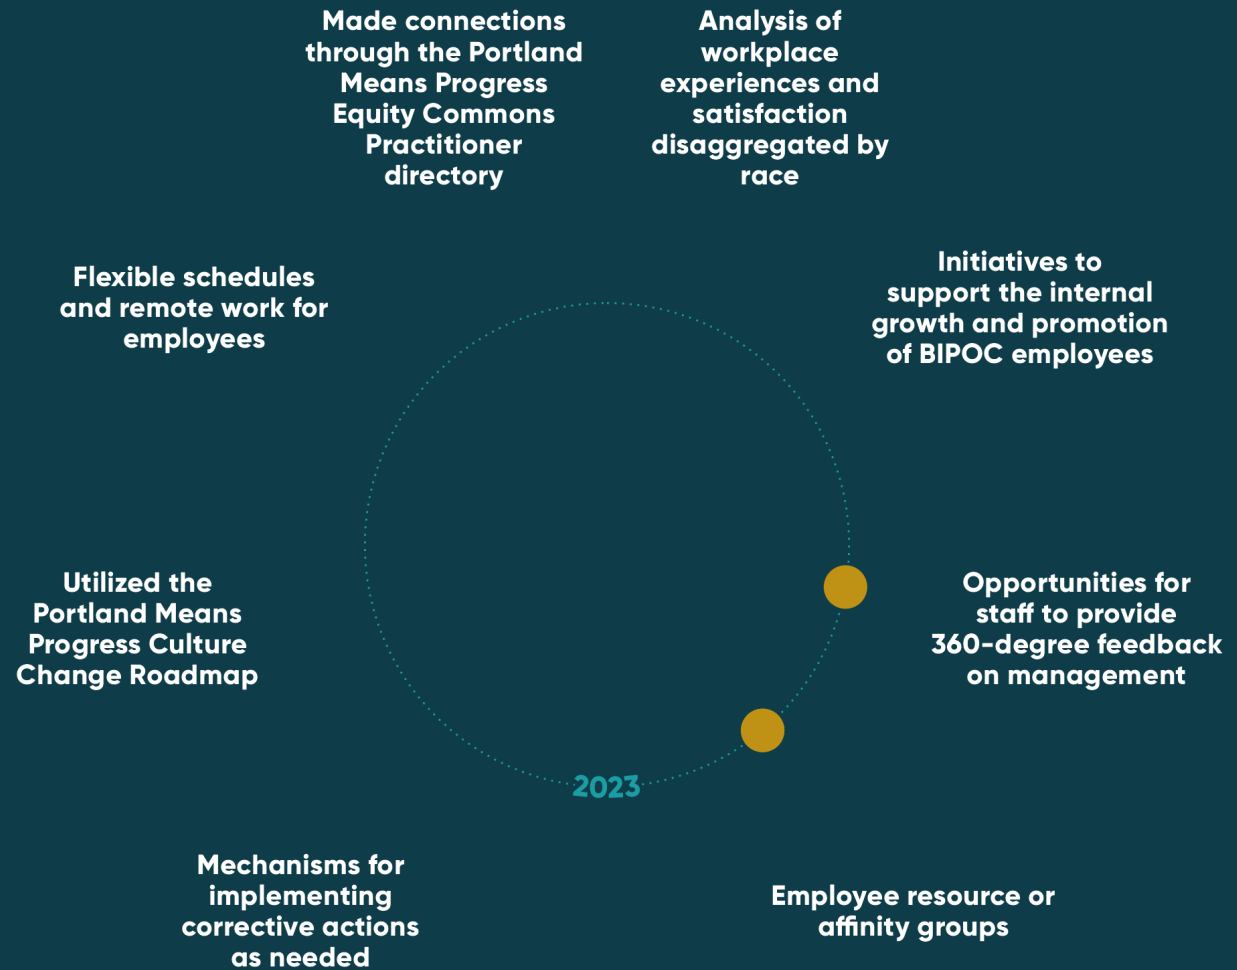 Made connections
through the Portland
Means Progress
Equity Commons
Practitioner
directory
Analysis of
workplace
experiences and
satisfaction
disaggregated by
race
Flexible schedules
and remote work for
employees
Initiatives to
support the internal
growth and promotion
of BIPOC employees
Utilized the
Portland Means
Progress Culture
Change Roadmap
Opportunities for
staff to provide
360-degree feedback
on management
2023
Mechanisms for
implementing
corrective actions
as needed
Employee resource or
affinity groups